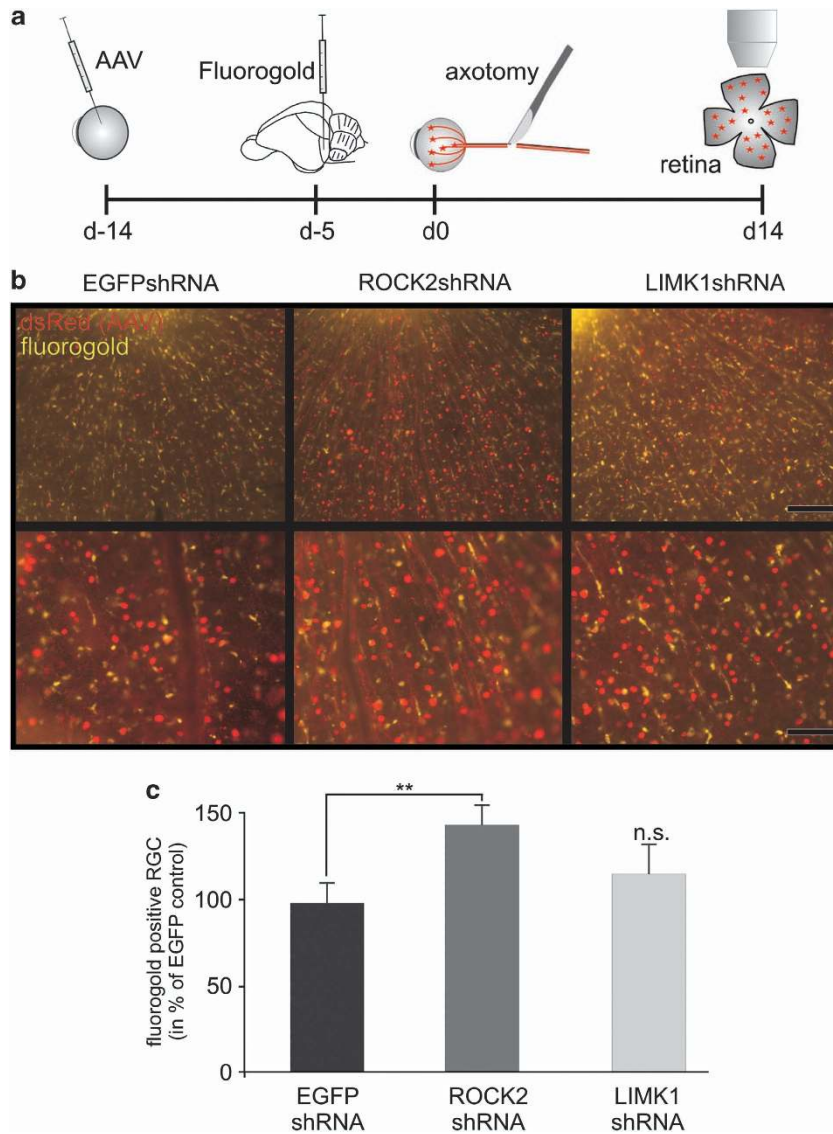 a
AAV
Fluorogold
axotomy
retina
d-14
d-5
d0
d14
b
EGFPshRNA
ROCK2shRNA
LIMK1shRNA
dsRed (AAV)
fluorogold
c
fluorogold positive RGC
(in % of EGFP control)
150
100
50
0
**
n.s.
EGFP
shRNA
ROCK2
shRNA
LIMK1
shRNA